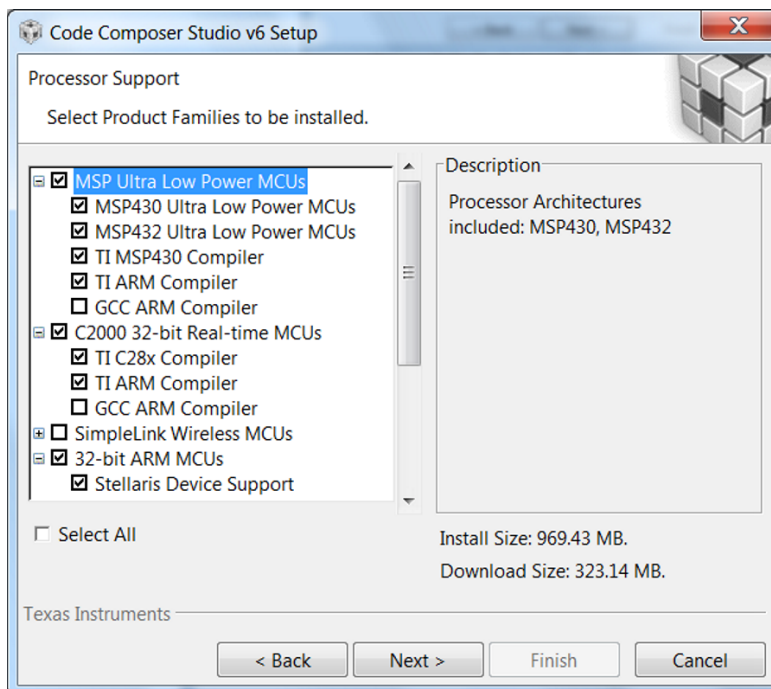 Code Composer Studio v6 Setup
Processor Support
Select Product Families to be installed.
MSP Ultra Low Power MCUs
MSP430 Ultra Low Power MCUs
MSP432 Ultra Low Power MCUs
TI MSP430 Compiler
TI ARM Compiler
GCC ARM Compiler
C2000 32-bit Real-time MCUs
TI C28x Compiler
TI ARM Compiler
GCC ARM Compiler
SimpleLink Wireless MCUs
32-bit ARM MCUs
Stellaris Device Support
Select All
Description
Processor Architectures
included: MSP430, MSP432
Install Size: 969.43 MB.
Download Size: 323.14 MB.
Texas Instruments
< Back
Next >
Finish
Cancel